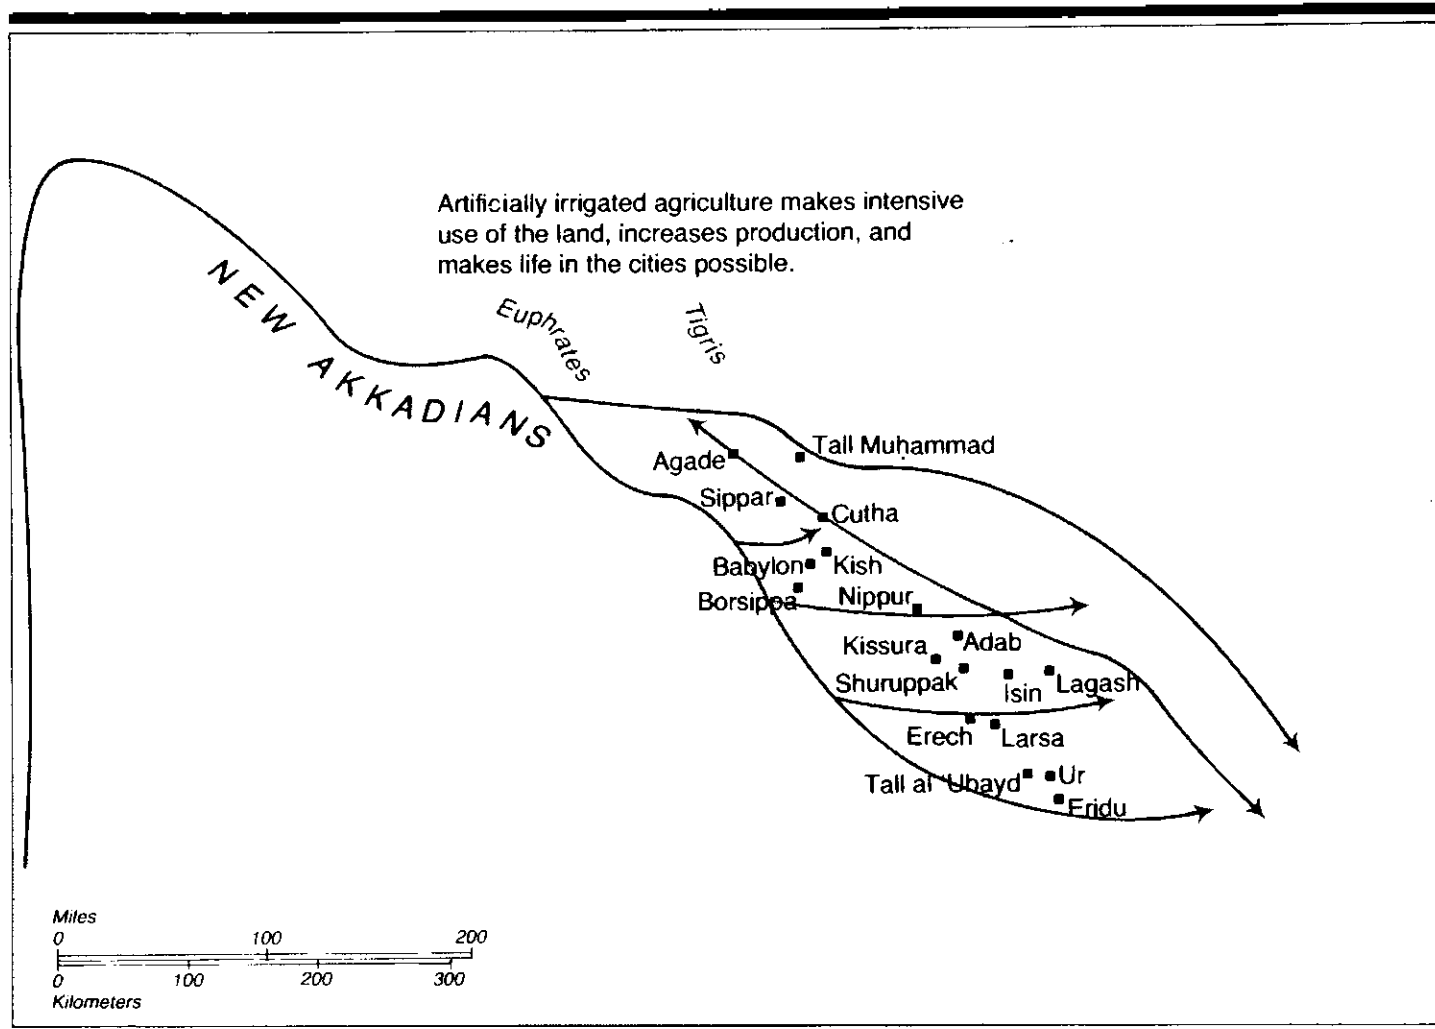 Artificially irrigated agriculture makes intensive
use of the land, increases production, and
makes life in the cities possible.
NEW AKKADIANS
Euphrates
Tigris
Tall Muḥammad
Agade
Sippar
Cutha
Babylon
Kish
Borsippa
Nippur
Kissura
Adab
Shuruppak
Isin
Lagash
Erech
Larsa
Tall al 'Ubayd
Ur
Eridu
Miles
0 100 200
0 100 200 300
Kilometers